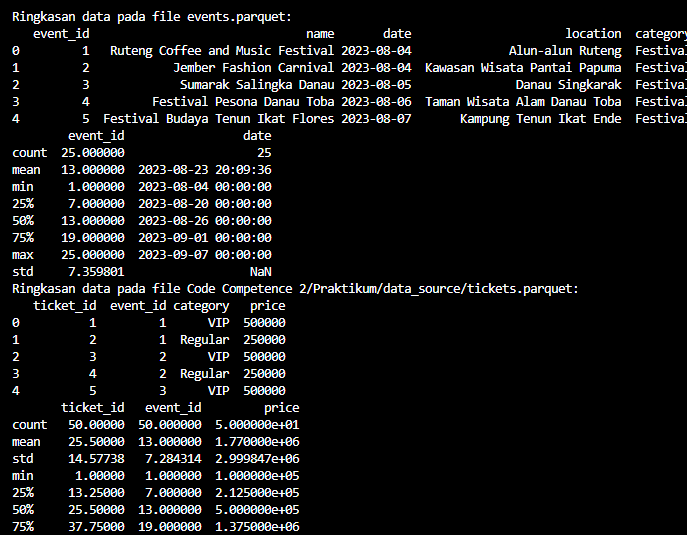 Ringkasan data pada file events.parquet:
event_id name date location category
0 1 Ruteng Coffee and Music Festival 2023-08-04 Alun-alun Ruteng Festival
1 2 Jember Fashion Carnival 2023-08-04 Kawasan Wisata Pantai Papuma Festival
2 3 Sumarak Salingka Danau 2023-08-05 Danau Singkarak Festival
3 4 Festival Pesona Danau Toba 2023-08-06 Taman Wisata Alam Danau Toba Festival
4 5 Festival Budaya Tenun Ikat Flores 2023-08-07 Kampung Tenun Ikat Ende Festival
event_id date
count 25.000000 25
mean 13.000000 2023-08-23 20:09:36
min 1.000000 2023-08-04 00:00:00
25% 7.000000 2023-08-20 00:00:00
50% 13.000000 2023-08-26 00:00:00
75% 19.000000 2023-09-01 00:00:00
max 25.000000 2023-09-07 00:00:00
std 7.359801 NaN
Ringkasan data pada file Code Competence 2/Praktikum/data_source/tickets.parquet:
ticket_id event_id category price
0 1 1 VIP 500000
1 2 1 Regular 250000
2 3 2 VIP 500000
3 4 2 Regular 250000
4 5 3 VIP 500000
ticket_id event_id price
count 50.00000 50.000000 5.000000e+01
mean 25.50000 13.000000 1.770000e+06
std 14.57738 7.284314 2.999847e+06
min 1.00000 1.000000 1.000000e+05
25% 13.25000 7.000000 2.125000e+05
50% 25.50000 13.000000 5.000000e+05
75% 37.75000 19.000000 1.375000e+06